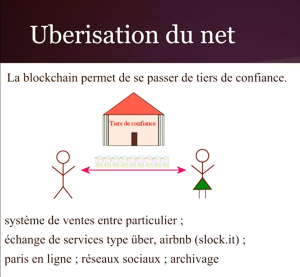 Uberisation du net
La blockchain permet de se passer de tiers de confiance.
Tiers de confiance
système de ventes entre particulier ;
échange de services type über, airbnb (slock.it) ;
paris en ligne ; réseaux sociaux ; archivage